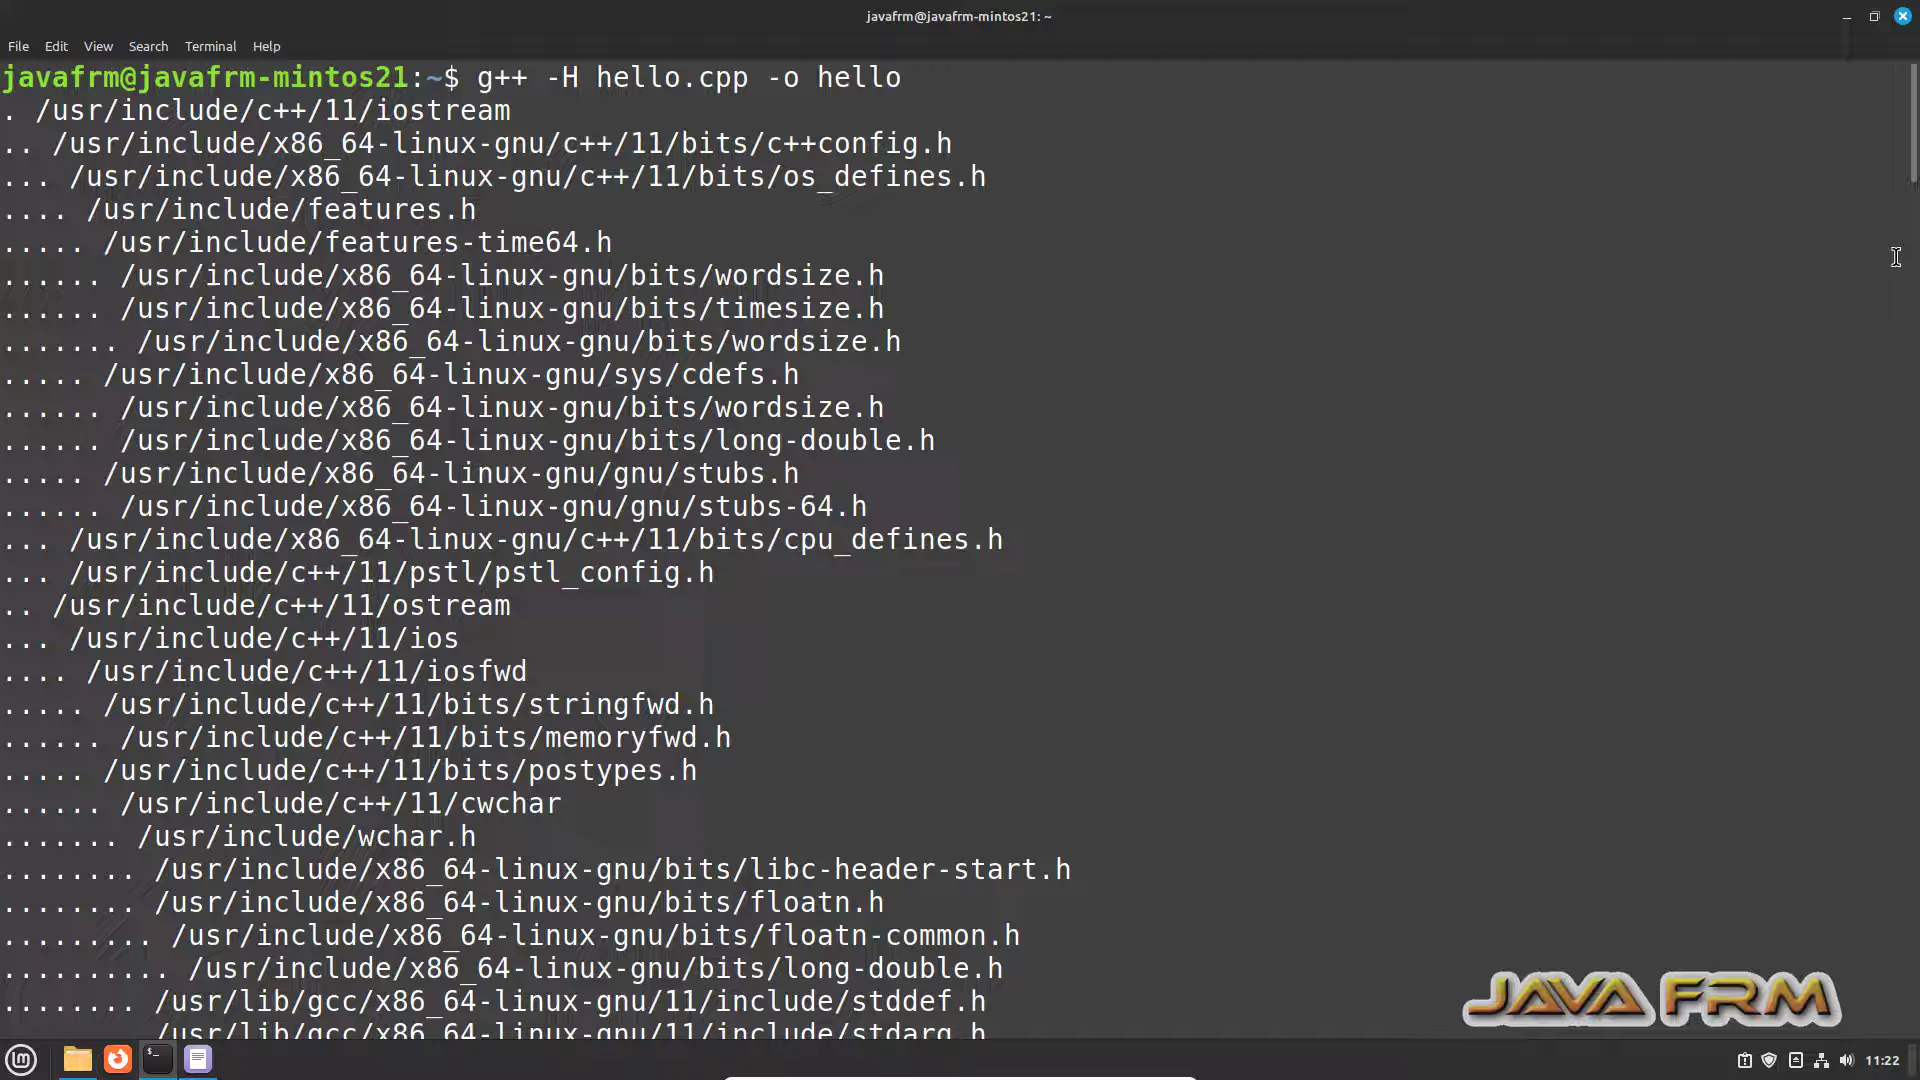 javafrm@javafrm-mintos21: ~
File Edit View Search Terminal Help
javafrm@javafrm-mintos21:~$ g++ -H hello.cpp -o hello
. /usr/include/c++/11/iostream
.. /usr/include/x86_64-linux-gnu/c++/11/bits/c++config.h
... /usr/include/x86_64-linux-gnu/c++/11/bits/os_defines.h
.... /usr/include/features.h
..... /usr/include/features-time64.h
...... /usr/include/x86_64-linux-gnu/bits/wordsize.h
...... /usr/include/x86_64-linux-gnu/bits/timesize.h
....... /usr/include/x86_64-linux-gnu/bits/wordsize.h
..... /usr/include/x86_64-linux-gnu/sys/cdefs.h
...... /usr/include/x86_64-linux-gnu/bits/wordsize.h
...... /usr/include/x86_64-linux-gnu/bits/long-double.h
..... /usr/include/x86_64-linux-gnu/gnu/stubs.h
...... /usr/include/x86_64-linux-gnu/gnu/stubs-64.h
... /usr/include/x86_64-linux-gnu/c++/11/bits/cpu_defines.h
... /usr/include/c++/11/pstl/pstl_config.h
.. /usr/include/c++/11/ostream
... /usr/include/c++/11/ios
.... /usr/include/c++/11/iosfwd
..... /usr/include/c++/11/bits/stringfwd.h
...... /usr/include/c++/11/bits/memoryfwd.h
..... /usr/include/c++/11/bits/postypes.h
...... /usr/include/c++/11/cwchar
....... /usr/include/wchar.h
........ /usr/include/x86_64-linux-gnu/bits/libc-header-start.h
........ /usr/include/x86_64-linux-gnu/bits/floatn.h
......... /usr/include/x86_64-linux-gnu/bits/floatn-common.h
.......... /usr/include/x86_64-linux-gnu/bits/long-double.h
........ /usr/lib/gcc/x86_64-linux-gnu/11/include/stddef.h
/usr/lib/gcc/x86_64-linux-gnu/11/include/stdarg.h
JAVA FRM
11:22